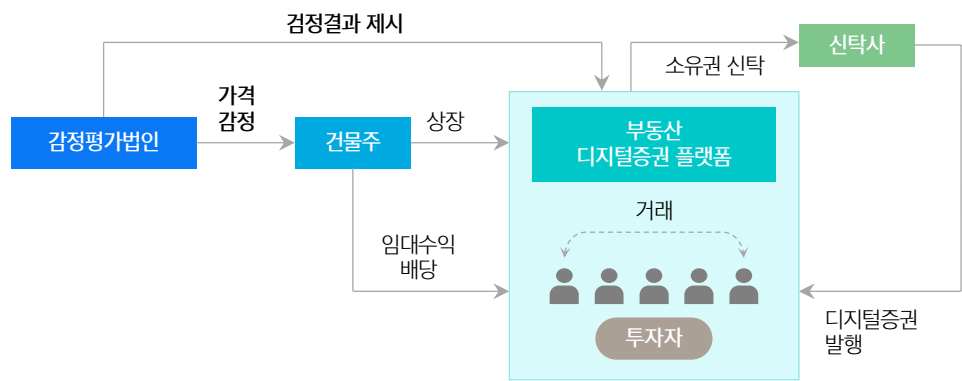 검정결과 제시
신탁사
소유권 신탁
가격
감정
감정평가법인
건물주
상장
부동산
디지털증권 플랫폼
거래
임대수익
배당
투자자
디지털증권
발행